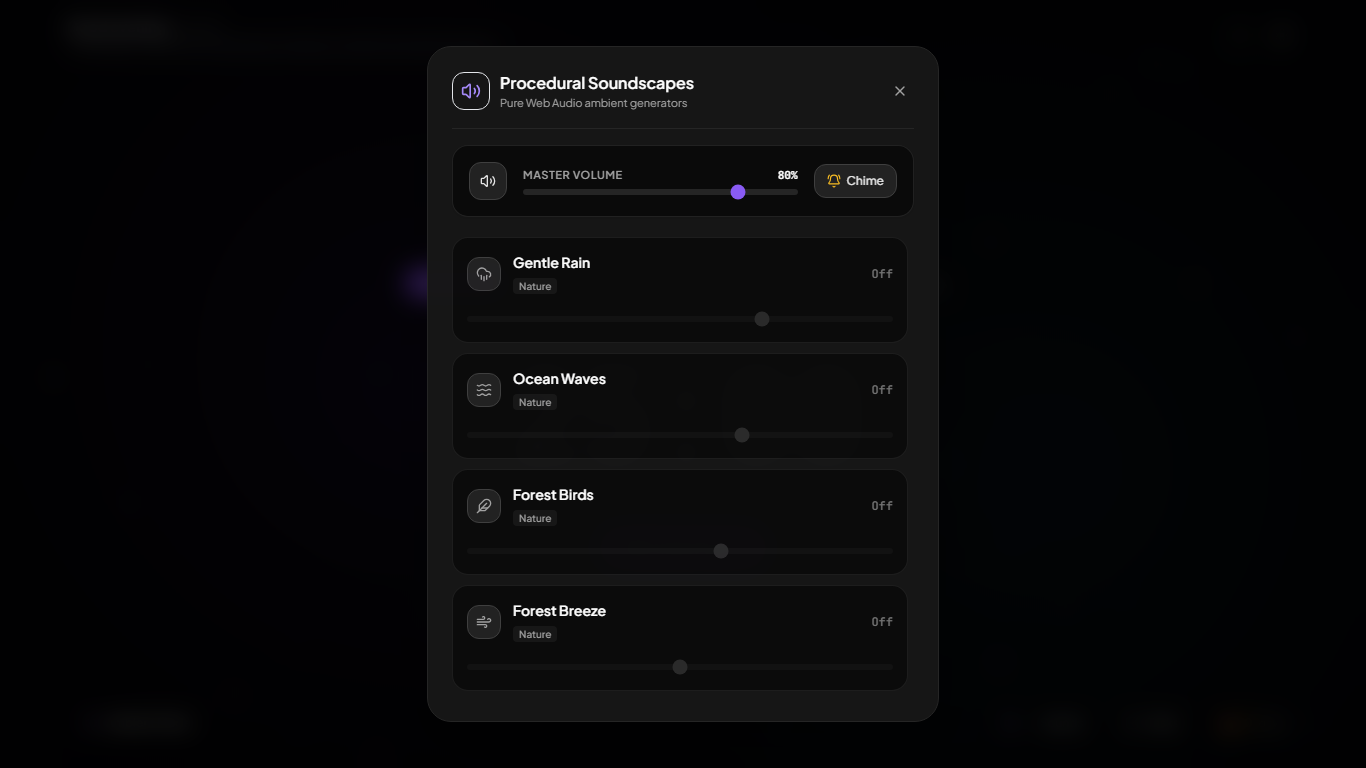 Procedural Soundscapes
Pure Web Audio ambient generators
MASTER VOLUME
80%
Chime
Gentle Rain
Nature
Off
Ocean Waves
Nature
Off
Forest Birds
Nature
Off
Forest Breeze
Nature
Off